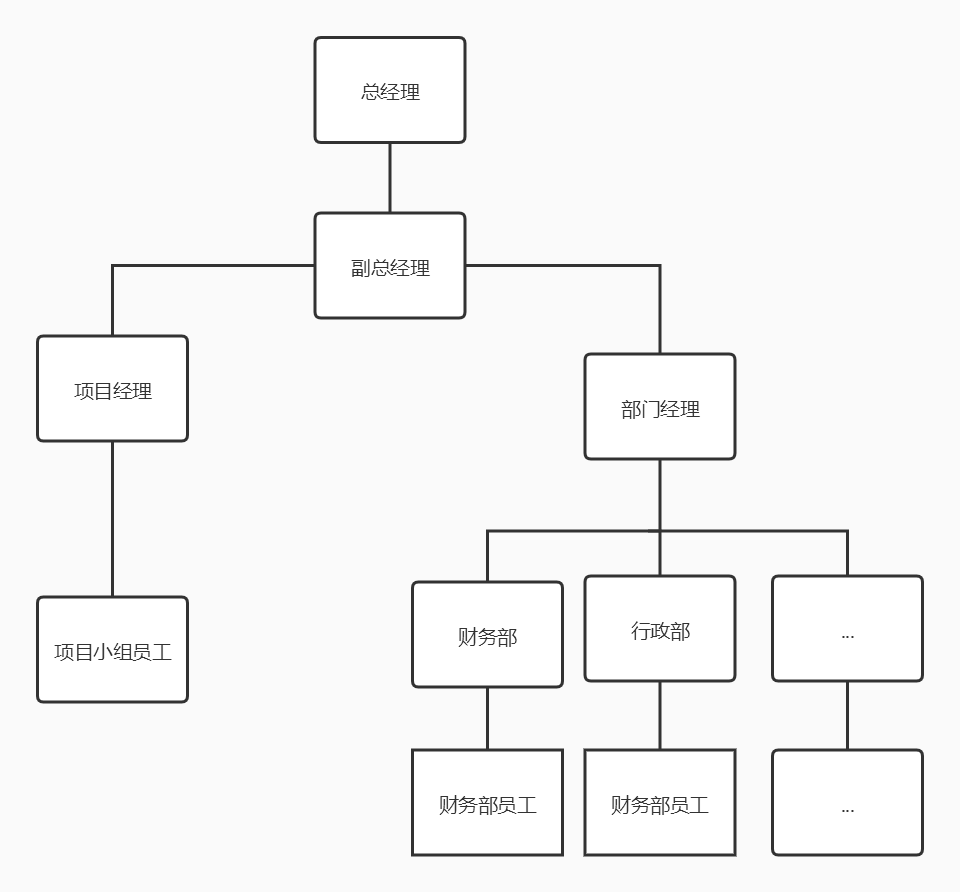 总经理
副总经理
项目经理
部门经理
项目小组员工
财务部
行政部
...
财务部员工
财务部员工
...